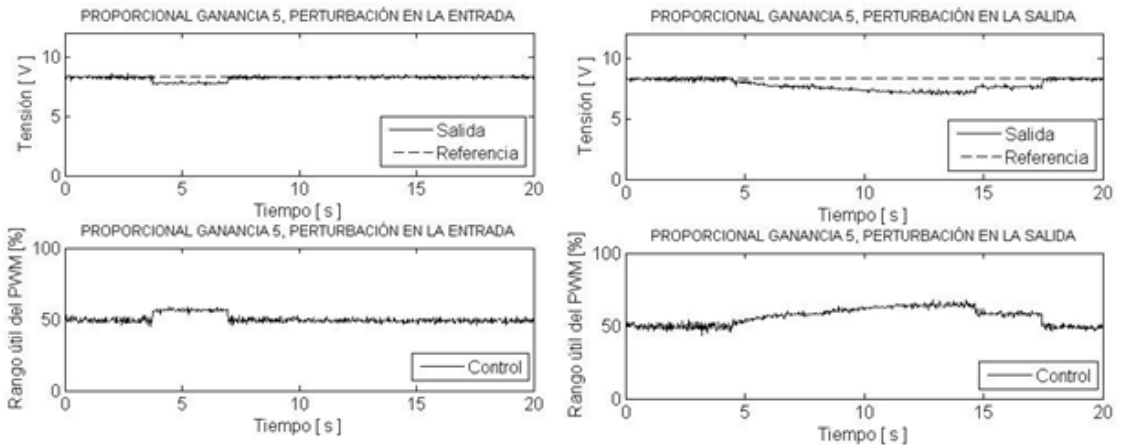 PROPORCIONAL GANANCIA 5, PERTURBACIÓN EN LA ENTRADA
Tensión [ V ]
10
5
0
Salida
Referencia
0 5 10 15 20
Tiempo [ s ]
PROPORCIONAL GANANCIA 5, PERTURBACIÓN EN LA SALIDA
Tensión [ V ]
10
5
0
Salida
Referencia
0 5 10 15 20
Tiempo [ s ]
PROPORCIONAL GANANCIA 5, PERTURBACIÓN EN LA ENTRADA
Rango útil del PWM [%]
100
50
0
Control
0 5 10 15 20
Tiempo [ s ]
PROPORCIONAL GANANCIA 5, PERTURBACIÓN EN LA SALIDA
Rango útil del PWM [%]
100
50
0
Control
0 5 10 15 20
Tiempo [ s ]